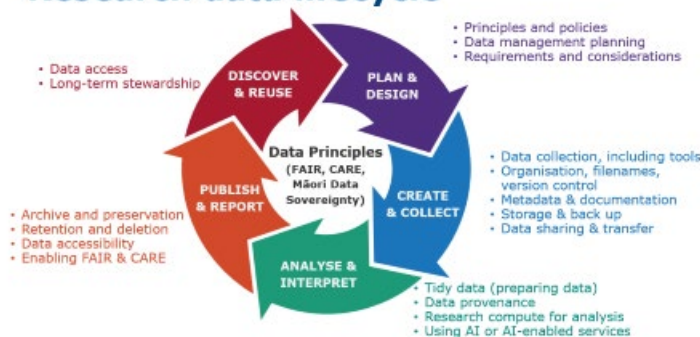 Research data lifecycle
• Principles and policies
• Data management planning
• Requirements and considerations
• Data access
• Long-term stewardship
DISCOVER
& REUSE
PLAN &
DESIGN
Data Principles
(FAIR, CARE,
Māori Data
Sovereignty)
• Data collection, including tools
• Organisation, filenames,
version control
• Metadata & documentation
• Storage & back up
• Data sharing & transfer
CREATE
& COLLECT
PUBLISH
& REPORT
• Archive and preservation
• Retention and deletion
• Data accessibility
• Enabling FAIR & CARE
ANALYSE &
INTERPRET
• Tidy data (preparing data)
• Data provenance
• Research compute for analysis
• Using AI or AI-enabled services